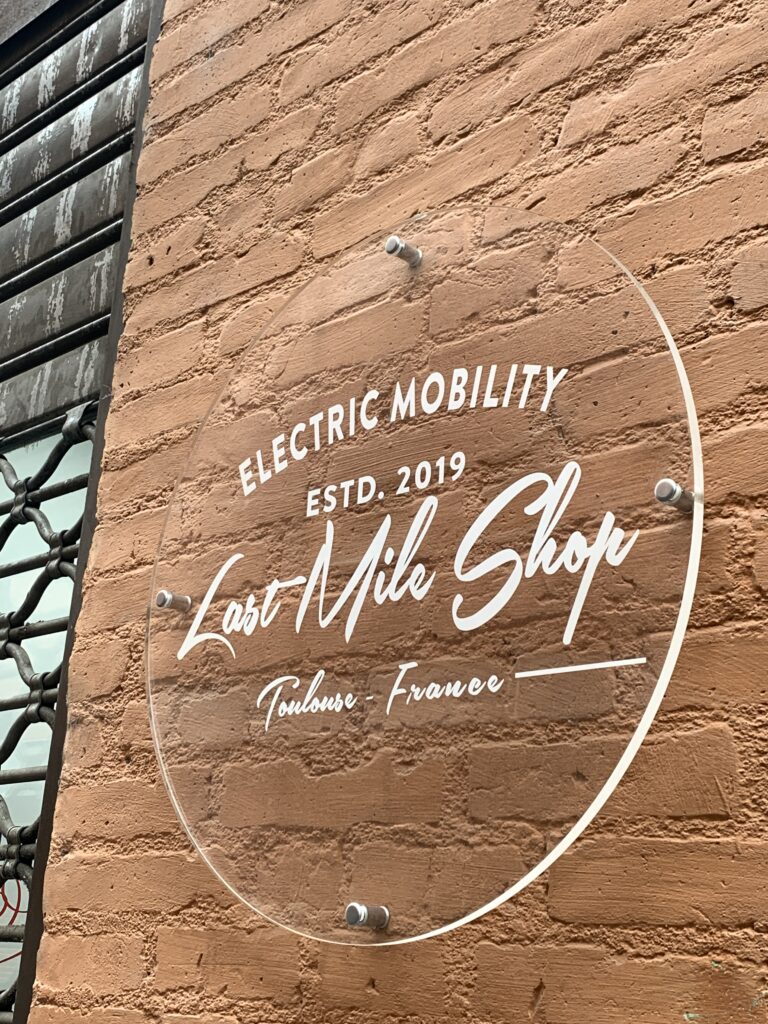 ELECTRIC MOBILITY
ESTD. 2019
Last Mile Shop
Toulouse - France